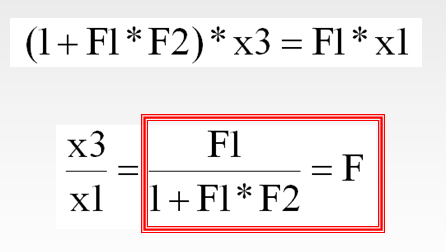 (1+F1*F2)*x3=F1*x1
x3/x1 = F1/(1+F1*F2) = F